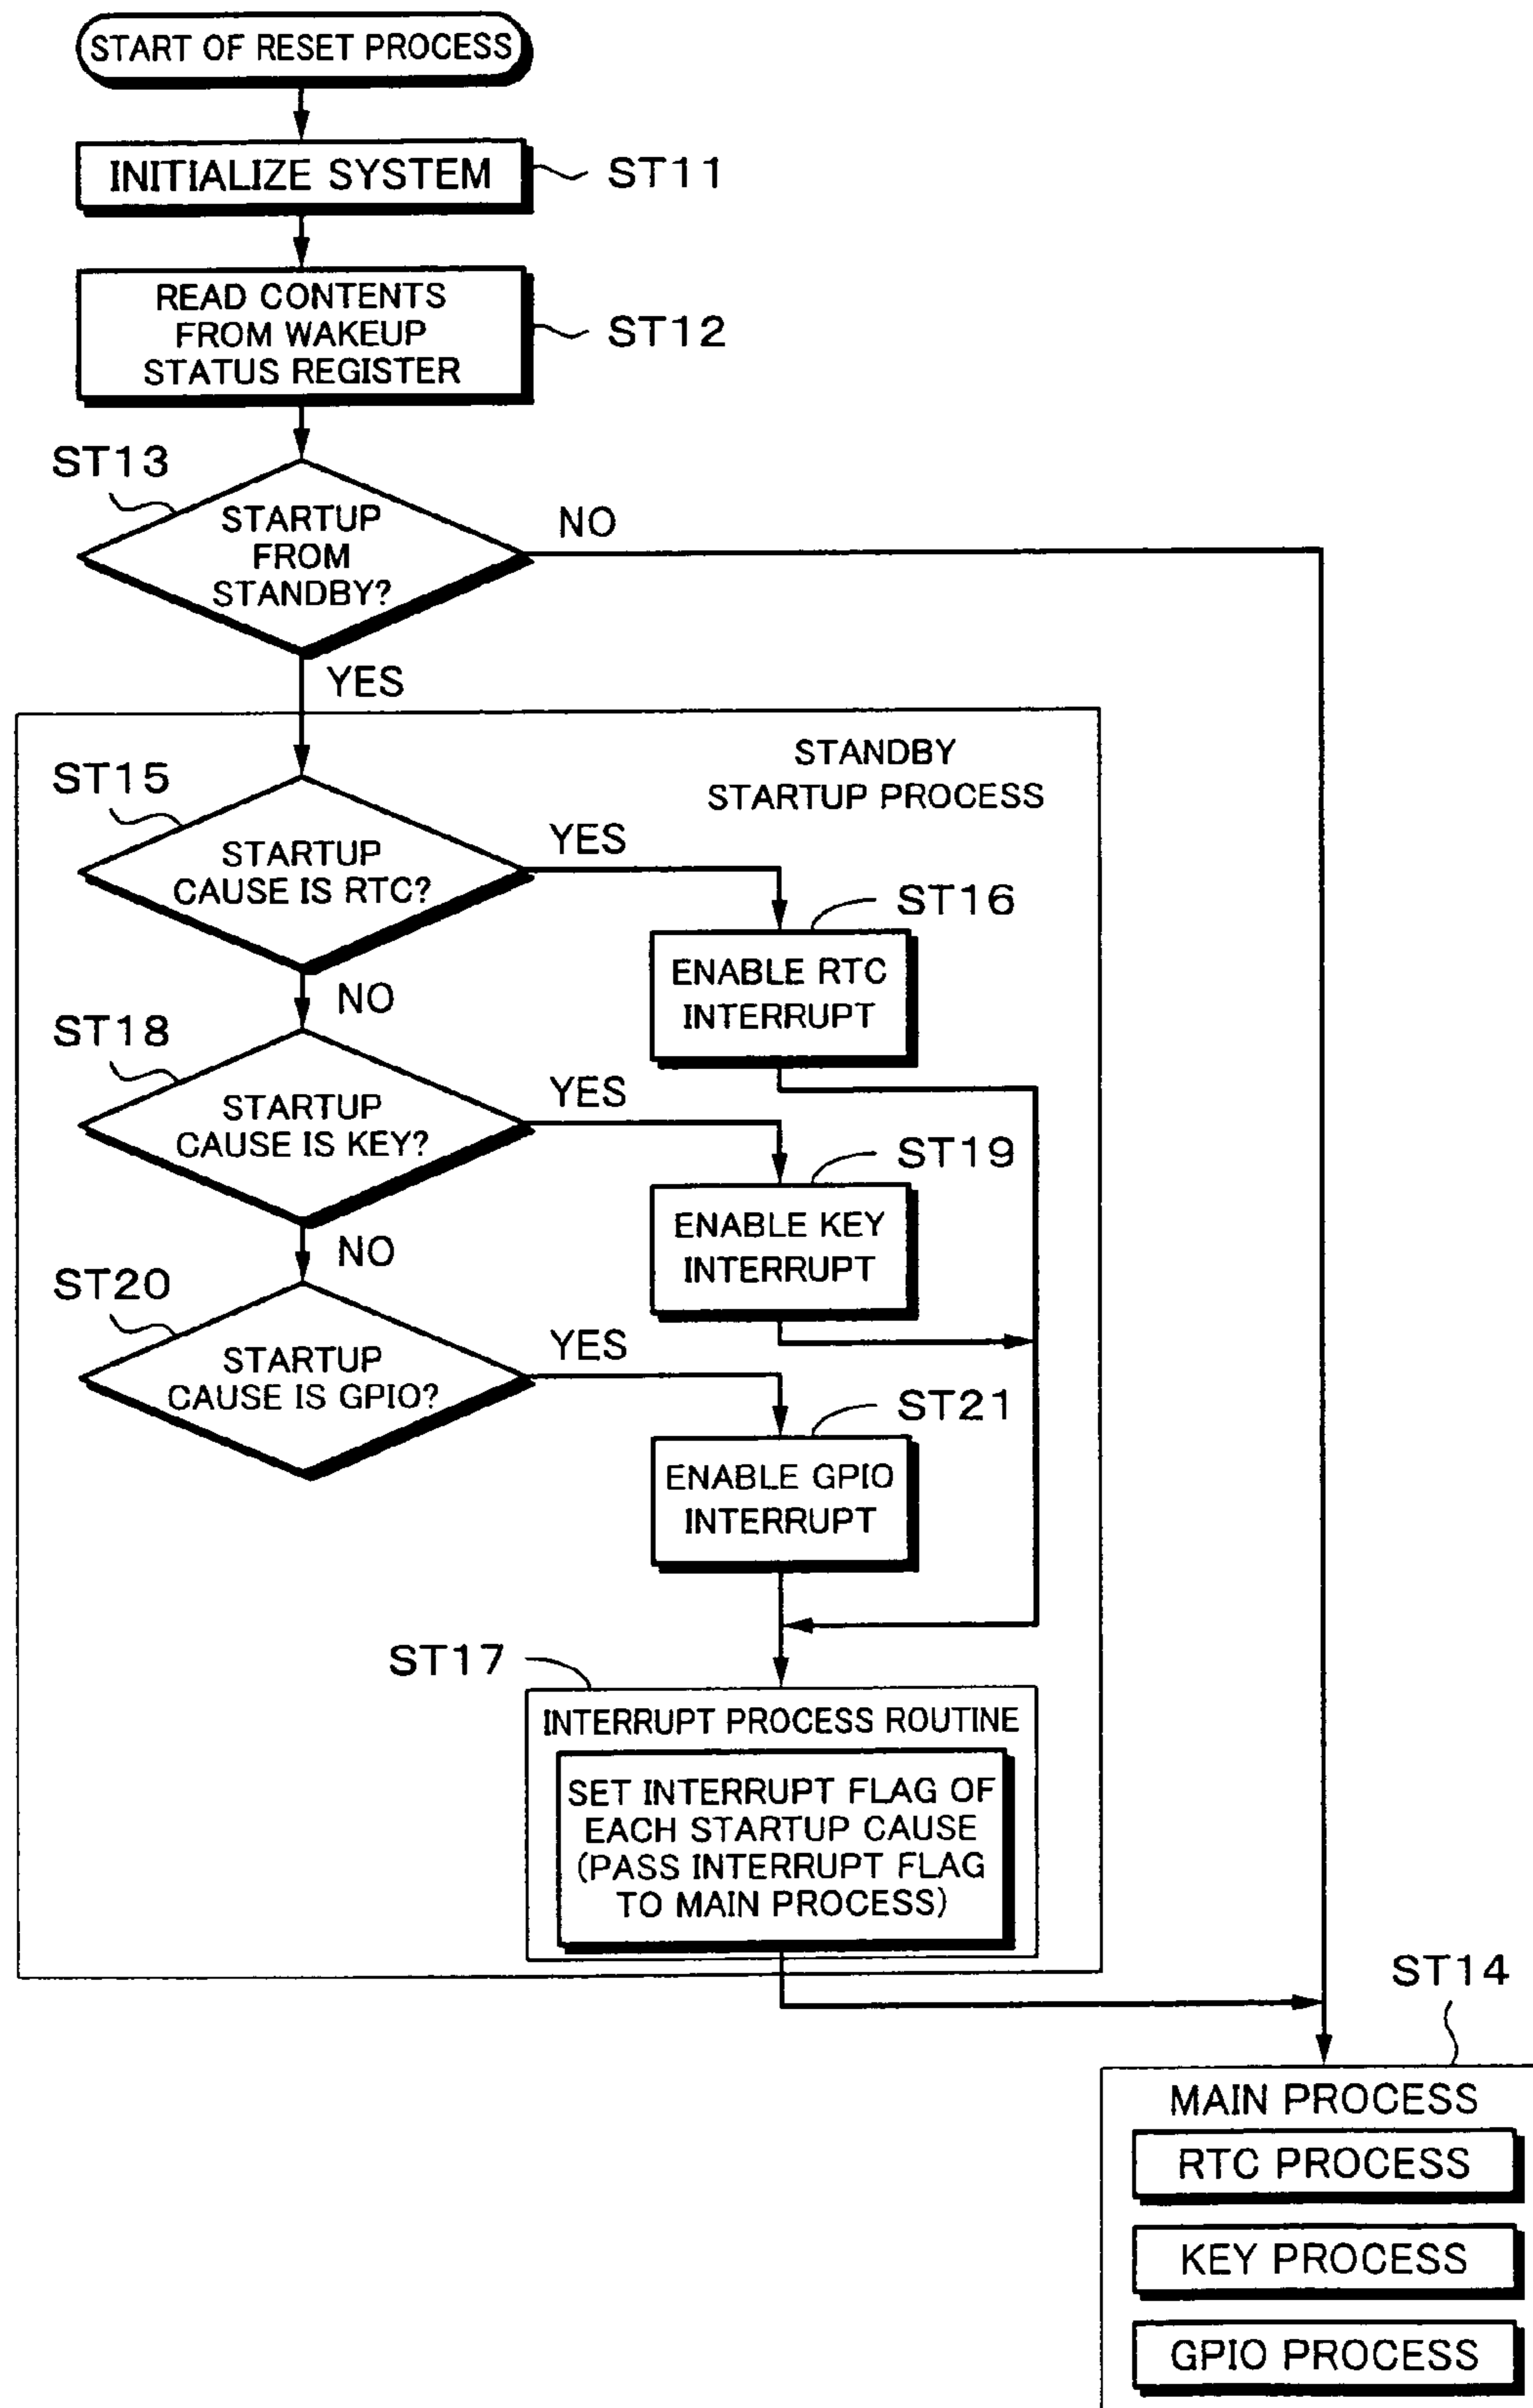 START OF RESET PROCESS
INITIALIZE SYSTEM
ST11
READ CONTENTS
FROM WAKEUP
STATUS REGISTER
ST12
ST13
STARTUP
FROM
STANDBY?
NO
YES
STANDBY
STARTUP PROCESS
ST15
STARTUP
CAUSE IS RTC?
YES
ST16
ENABLE RTC
INTERRUPT
NO
ST18
STARTUP
CAUSE IS KEY?
YES
ST19
ENABLE KEY
INTERRUPT
NO
ST20
STARTUP
CAUSE IS GPIO?
YES
ST21
ENABLE GPIO
INTERRUPT
ST17
INTERRUPT PROCESS ROUTINE
SET INTERRUPT FLAG OF
EACH STARTUP CAUSE
(PASS INTERRUPT FLAG
TO MAIN PROCESS)
ST14
MAIN PROCESS
RTC PROCESS
KEY PROCESS
GPIO PROCESS